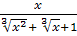 x
∛x² + ∛x + 1